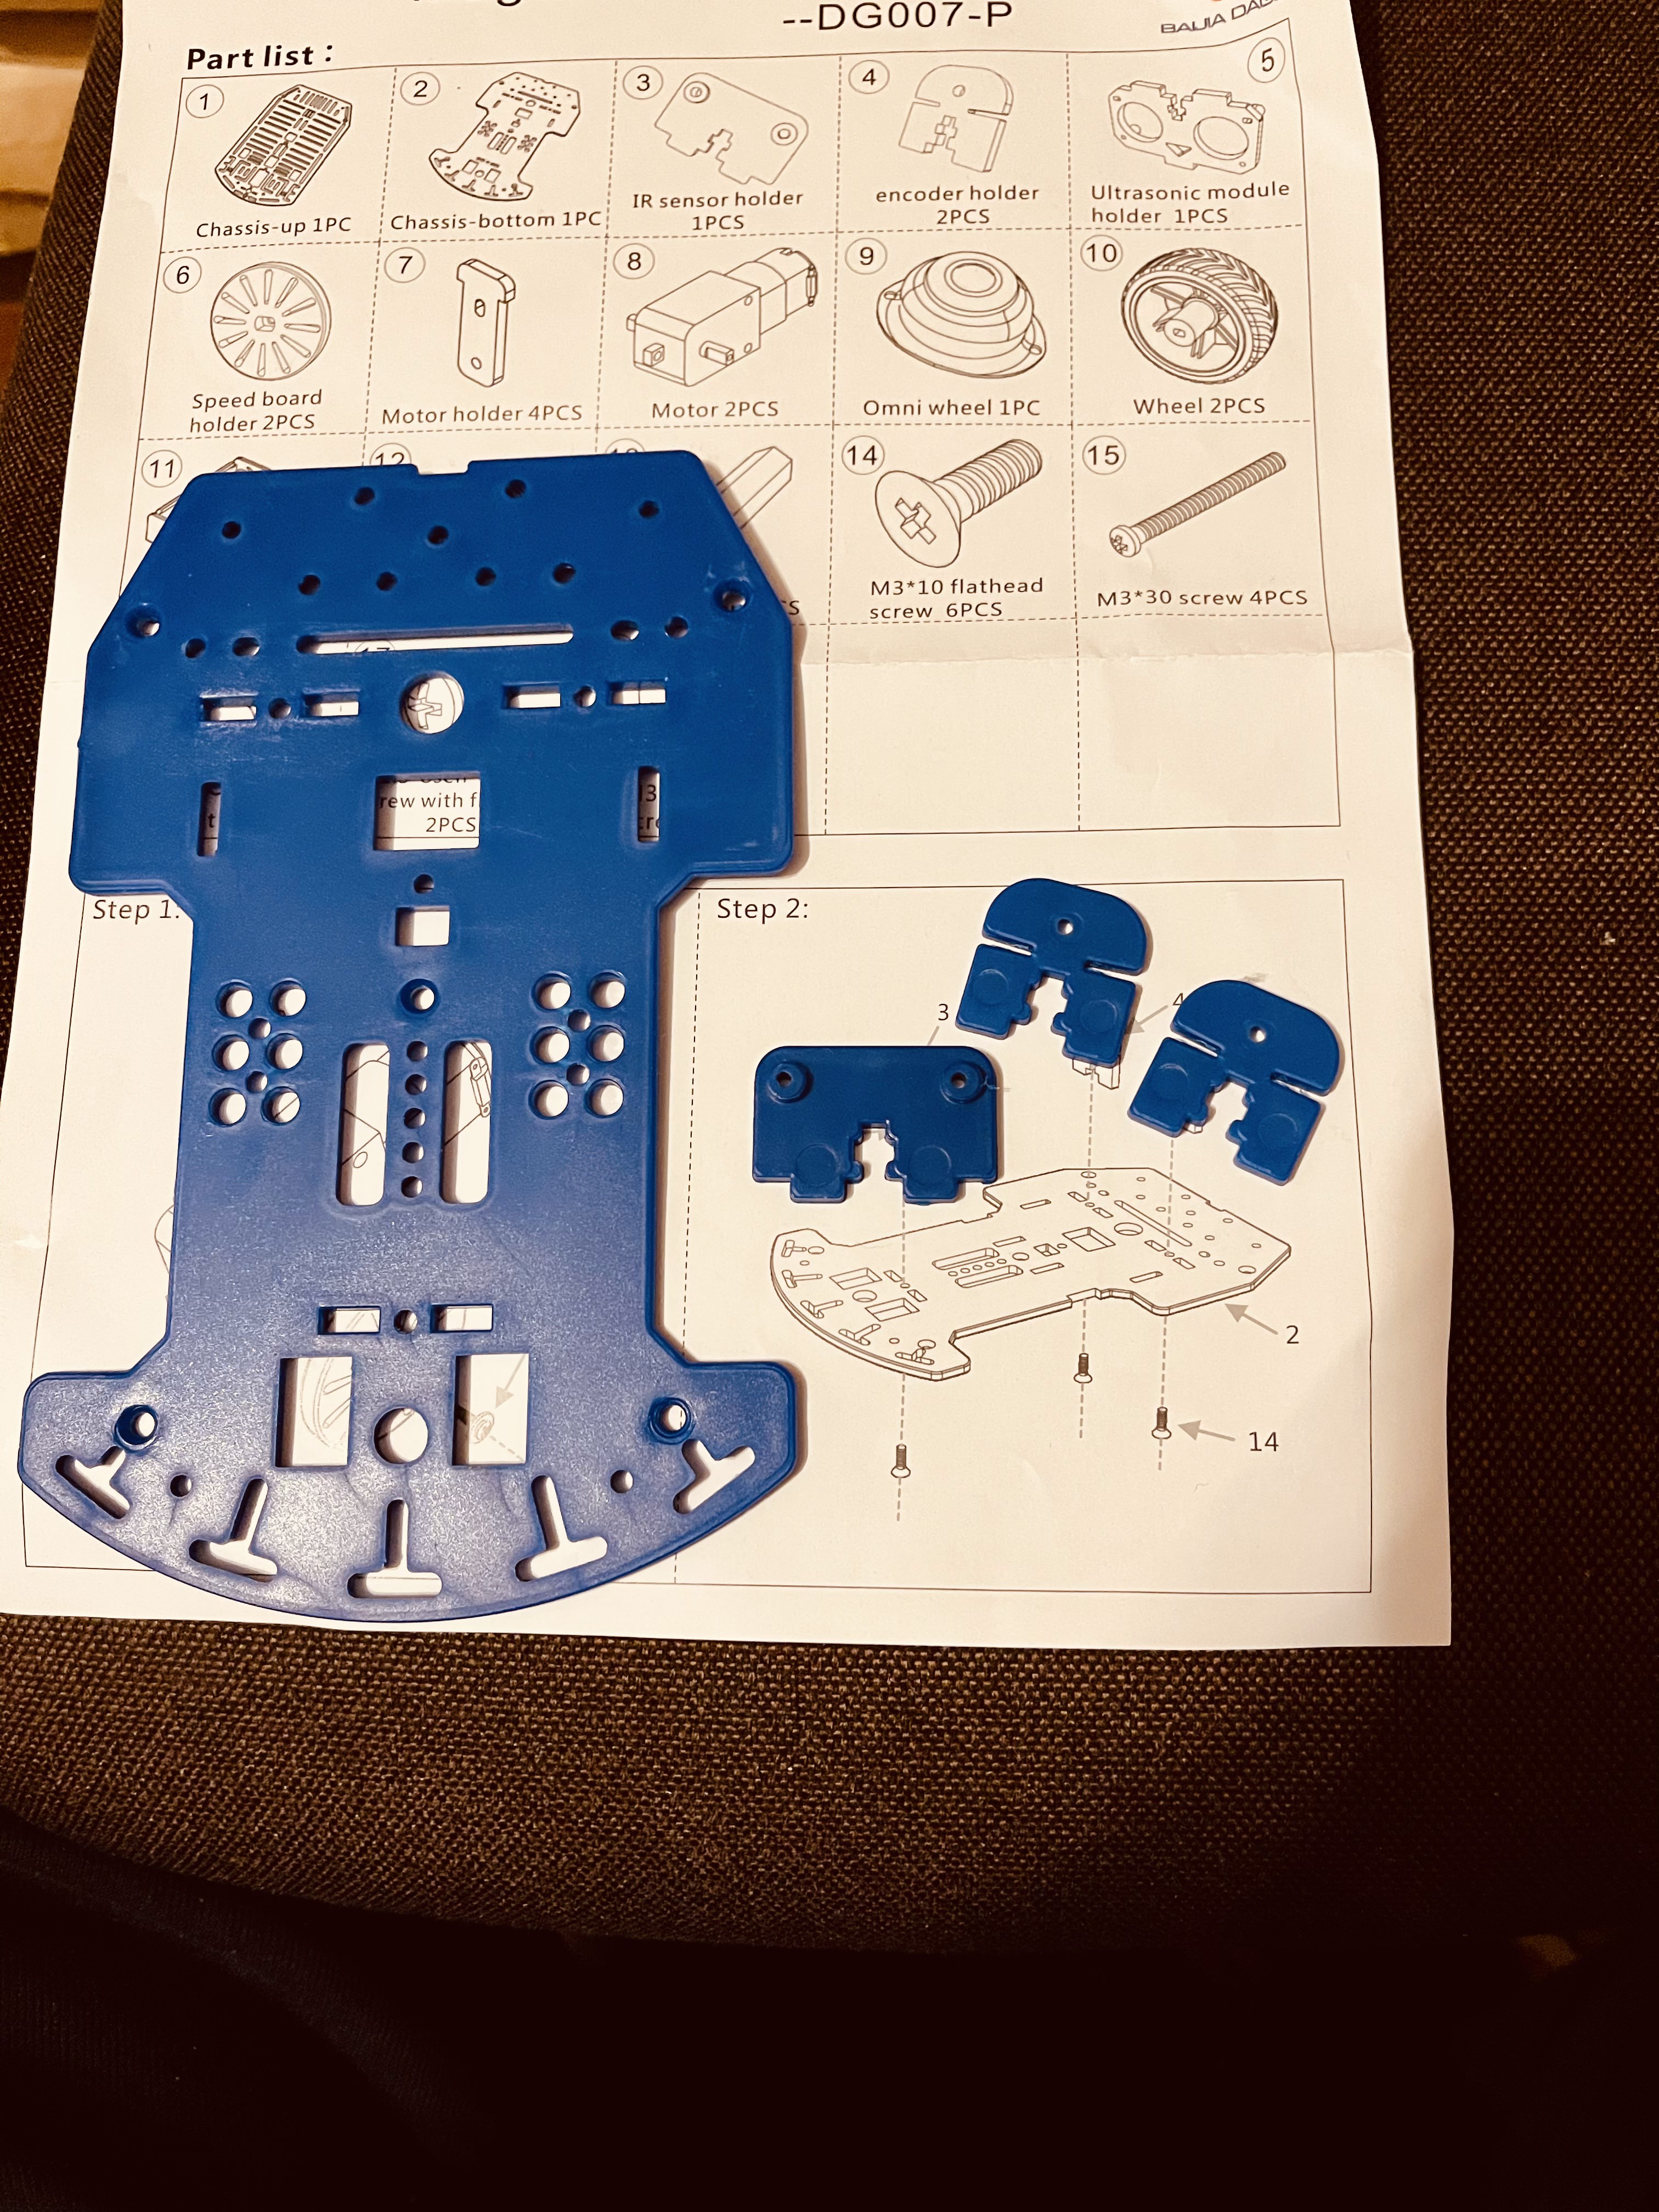 --DG007-P
Part list :
1
2
3
4
5
Chassis-up 1PC
Chassis-bottom 1PC
IR sensor holder
1PCS
encoder holder
2PCS
Ultrasonic module
holder 1PCS
6
7
8
9
10
Speed board
holder 2PCS
Motor holder 4PCS
Motor 2PCS
Omni wheel 1PC
Wheel 2PCS
11
12
14
15
M3*10 flathead
screw 6PCS
M3*30 screw 4PCS
rew with f
2PCS
Step 1.
Step 2:
3
4
2
14